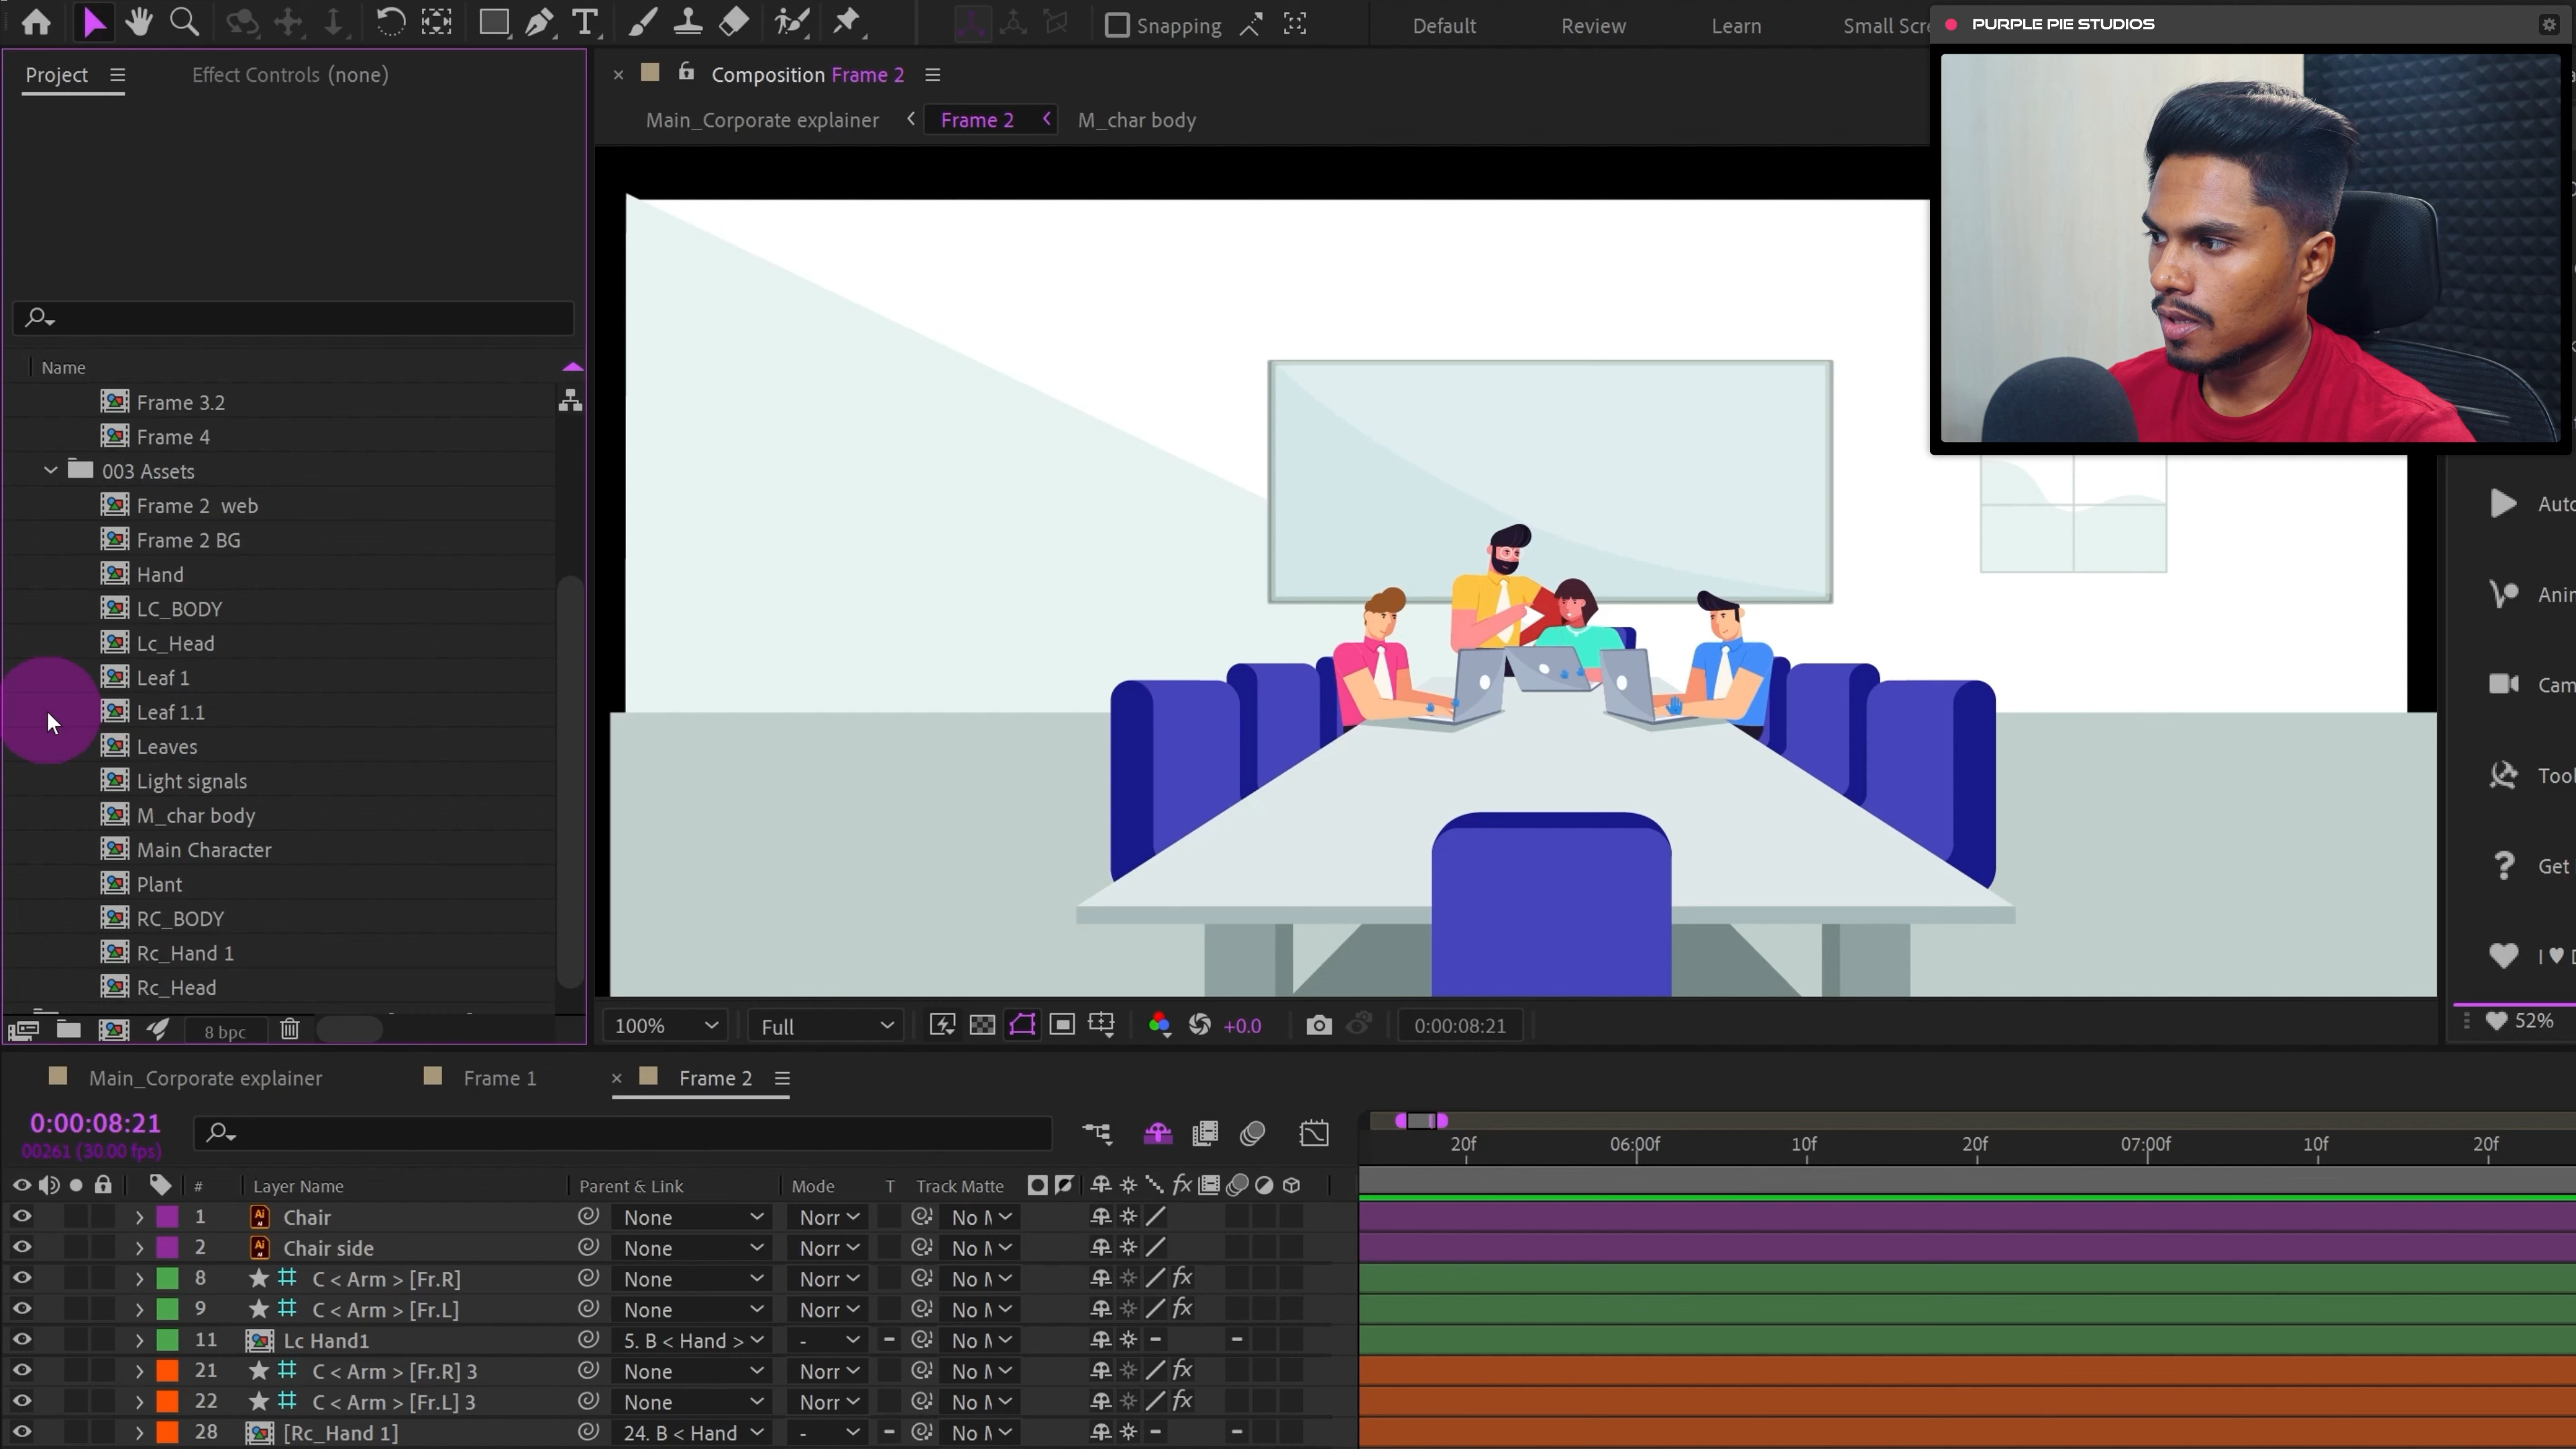 Snapping
Default
Review
Learn
Small Scre
PURPLE PIE STUDIOS
Project
Effect Controls (none)
Composition Frame 2
Main_Corporate explainer
Frame 2
M_char body
Name
Frame 3.2
Frame 4
003 Assets
Frame 2 web
Frame 2 BG
Hand
LC_BODY
Lc_Head
Leaf 1
Leaf 1.1
Leaves
Light signals
M_char body
Main Character
Plant
RC_BODY
Rc_Hand 1
Rc_Head
8 bpc
100%
Full
+0.0
0:00:08:21
Auto
Anim
Cam
Tool
Get
I ♥ D
52%
Main_Corporate explainer
Frame 1
Frame 2
0:00:08:21
00261 (30.00 fps)
20f
06:00f
10f
20f
07:00f
10f
20f
# Layer Name Parent & Link Mode T Track Matte
1 Ai Chair None Norr No M
2 Ai Chair side None Norr No M
8 C < Arm > [Fr.R] None Norr No M fx
9 C < Arm > [Fr.L] None Norr No M fx
11 Lc Hand1 5. B < Hand > - No M
21 C < Arm > [Fr.R] 3 None Norr No M fx
22 C < Arm > [Fr.L] 3 None Norr No M fx
28 [Rc_Hand 1] 24. B < Hand - No M